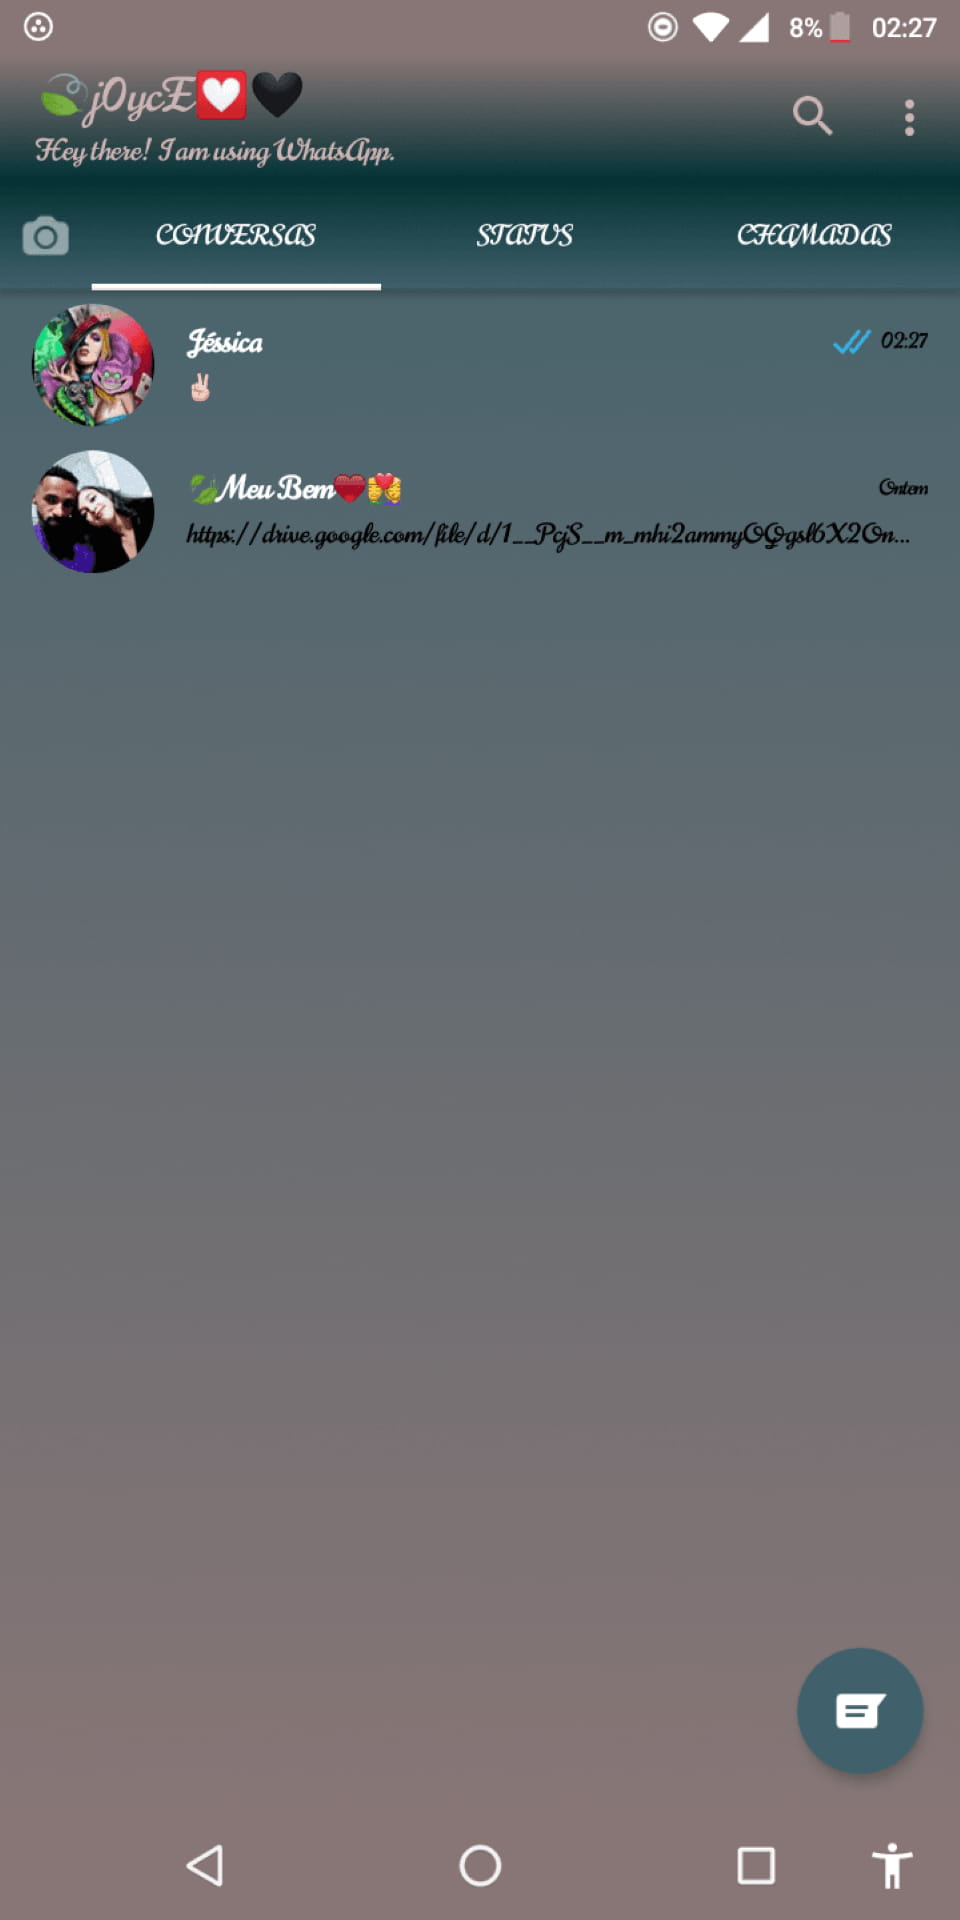 8% 02:27
🍃j0ycE💟🖤
Hey there! I am using WhatsApp.
CONVERSAS STATUS CHAMADAS
Jéssica 02:27
✌🏻
🍃Meu Bem❤️💏 Ontem
https://drive.google.com/file/d/1__PcjS__m_mhi2ammyOQgsl6X2On...